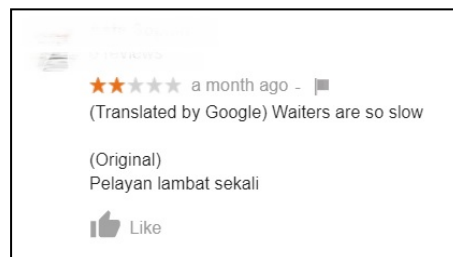 a month ago -
(Translated by Google) Waiters are so slow
(Original)
Pelayan lambat sekali
Like